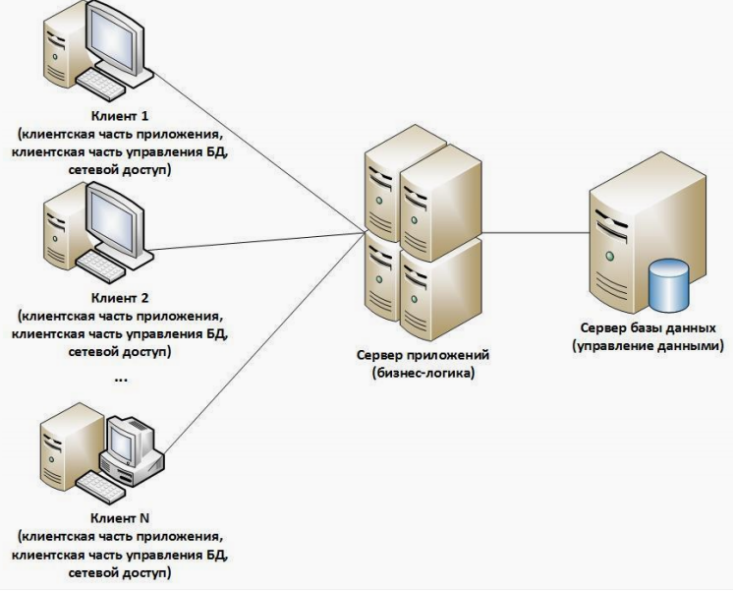 Клиент 1
(клиентская часть приложения,
клиентская часть управления БД,
сетевой доступ)
Клиент 2
(клиентская часть приложения,
клиентская часть управления БД,
сетевой доступ)
...
Клиент N
(клиентская часть приложения,
клиентская часть управления БД,
сетевой доступ)
Сервер приложений
(бизнес-логика)
Сервер базы данных
(управление данными)